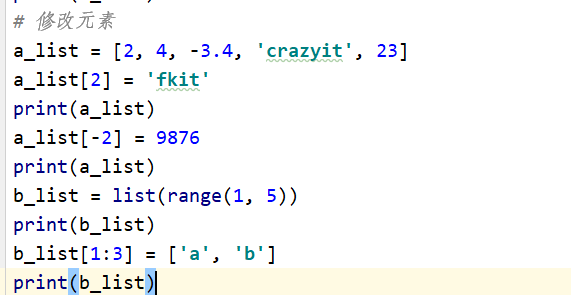 # 修改元素
a_list = [2, 4, -3.4, 'crazyit', 23]
a_list[2] = 'fkit'
print(a_list)
a_list[-2] = 9876
print(a_list)
b_list = list(range(1, 5))
print(b_list)
b_list[1:3] = ['a', 'b']
print(b_list)